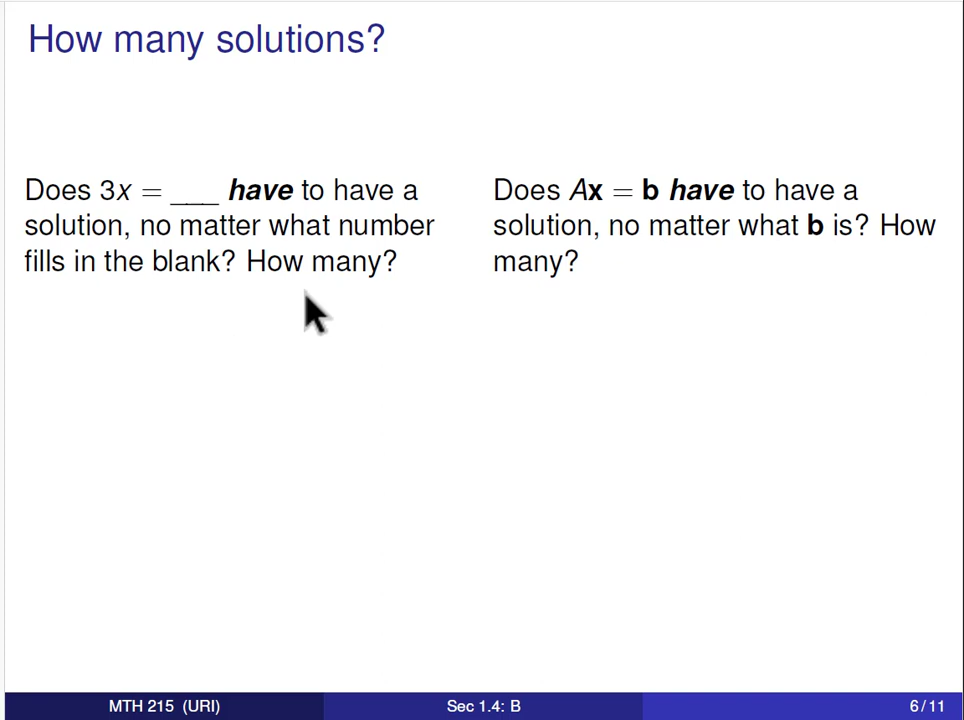 How many solutions?
Does 3x = ___ have to have a
solution, no matter what number
fills in the blank? How many?
Does Ax = b have to have a
solution, no matter what b is? How
many?
MTH 215 (URI)
Sec 1.4: B
6/11